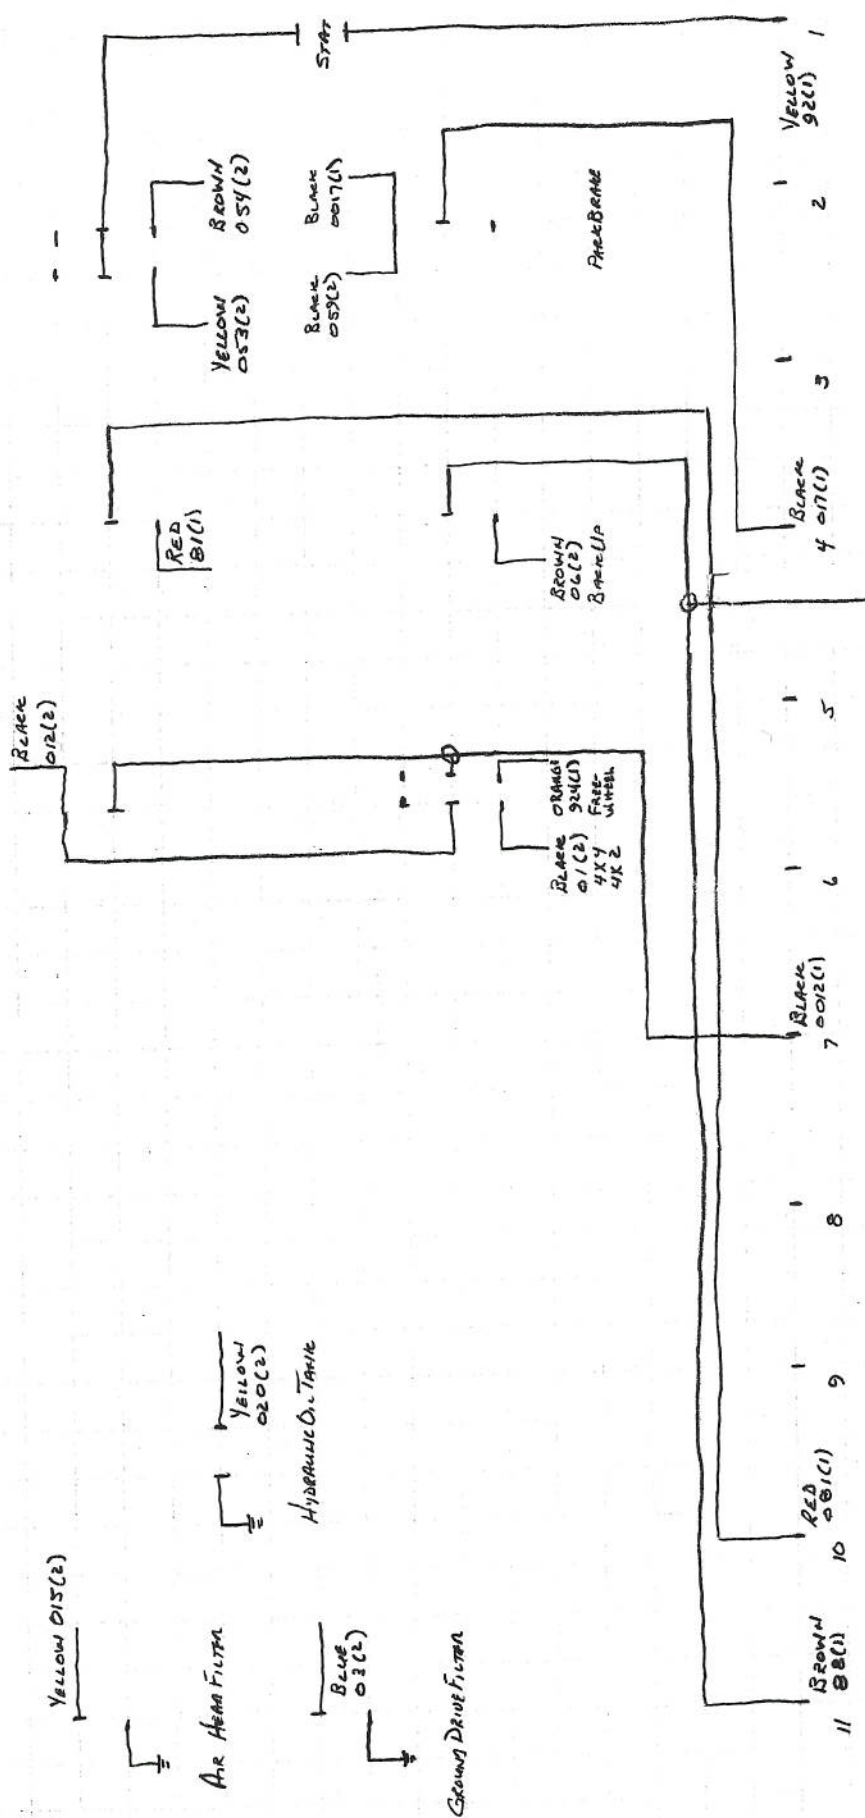 YELLOW 015(2)
AIR HEAD FILTER
BLUE
03(2)
GROUND DRIVE FILTER
YELLOW
020(2)
HYDRAULIC OIL TANK
BLACK
012(2)
BLACK
01(2)
4X4
4X2
ORANGE
924(1)
FREE-
WHEEL
RED
81(1)
BROWN
06(2)
BACKUP
YELLOW
053(2)
BROWN
054(2)
BLACK
059(2)
BLACK
0017(1)
PARK BRAKE
START
11
BROWN
88(1)
10
RED
081(1)
9
8
7
BLACK
0012(1)
6
5
4
BLACK
017(1)
3
2
1
YELLOW
92(1)